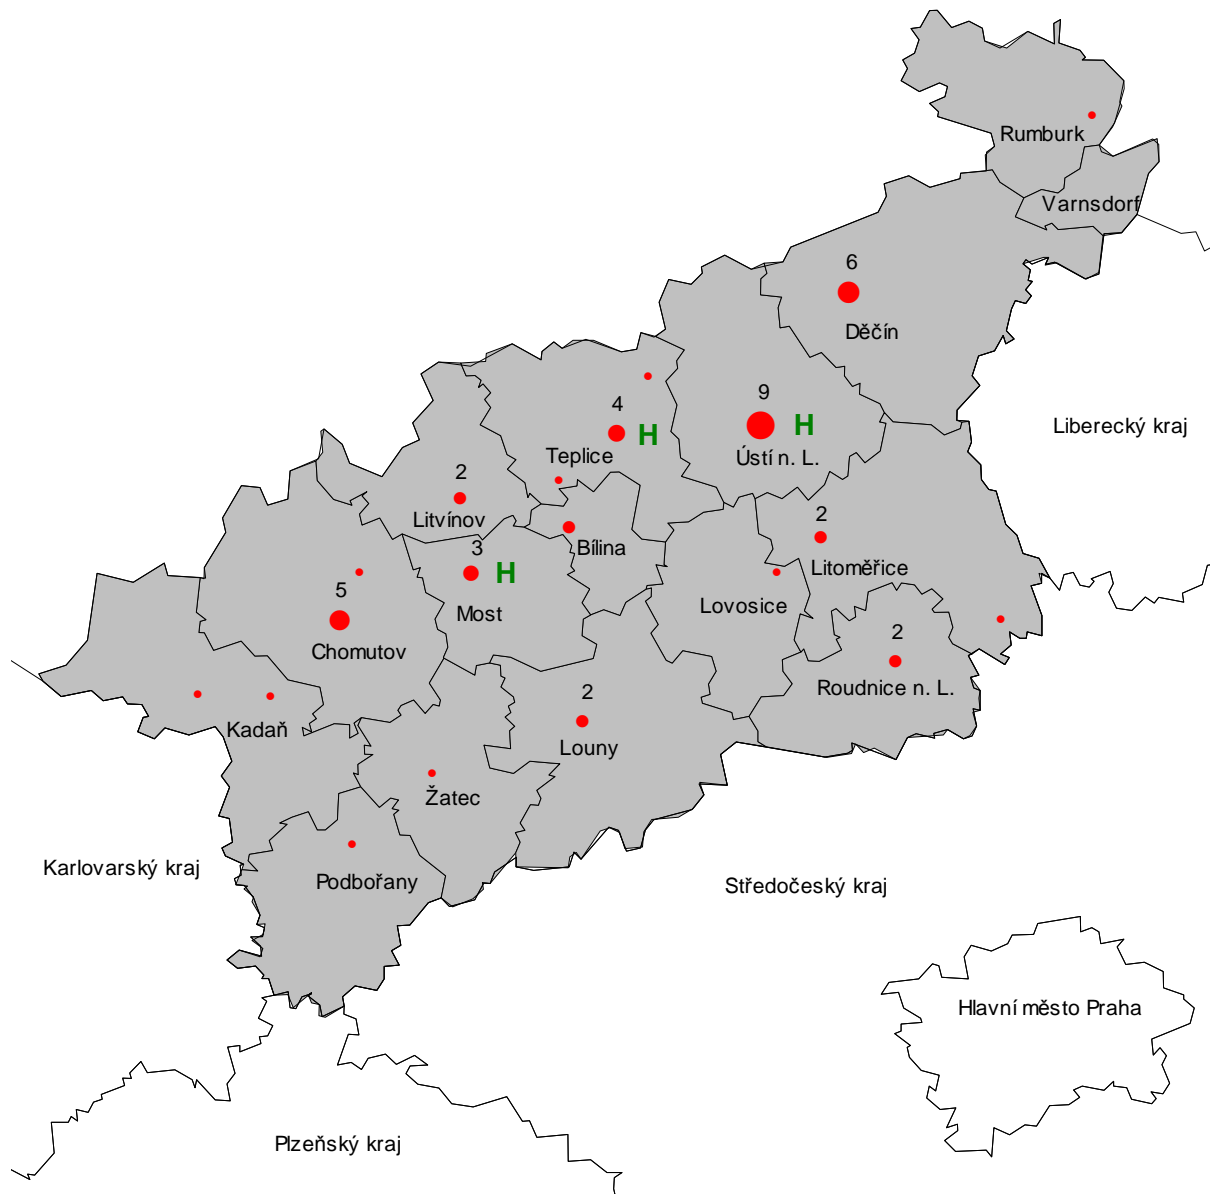 Rumburk
Varnsdorf
6
Děčín
9
H
Ústí n. L.
4
H
Teplice
Liberecký kraj
2
Litvínov
2
Litoměřice
3
H
Most
Bílina
5
Chomutov
Lovosice
2
Roudnice n. L.
2
Louny
Kadaň
Žatec
Podbořany
Karlovarský kraj
Středočeský kraj
Hlavní město Praha
Plzeňský kraj